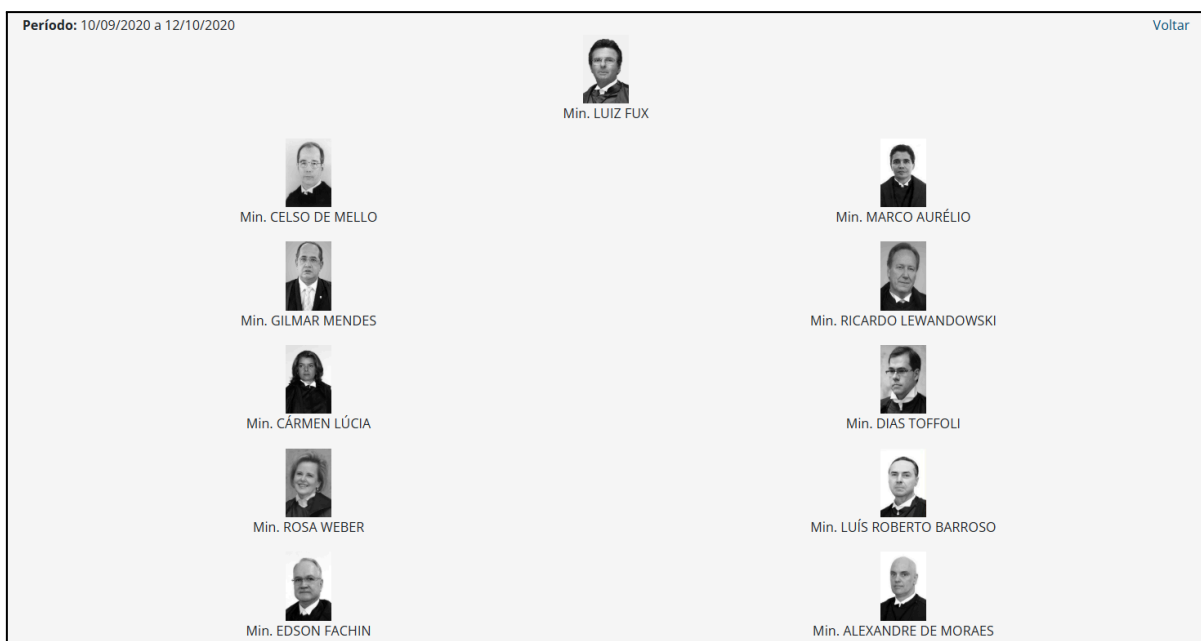 Período: 10/09/2020 a 12/10/2020
Voltar
Min. LUIZ FUX
Min. CELSO DE MELLO
Min. MARCO AURÉLIO
Min. GILMAR MENDES
Min. RICARDO LEWANDOWSKI
Min. CÁRMEN LÚCIA
Min. DIAS TOFFOLI
Min. ROSA WEBER
Min. LUÍS ROBERTO BARROSO
Min. EDSON FACHIN
Min. ALEXANDRE DE MORAES